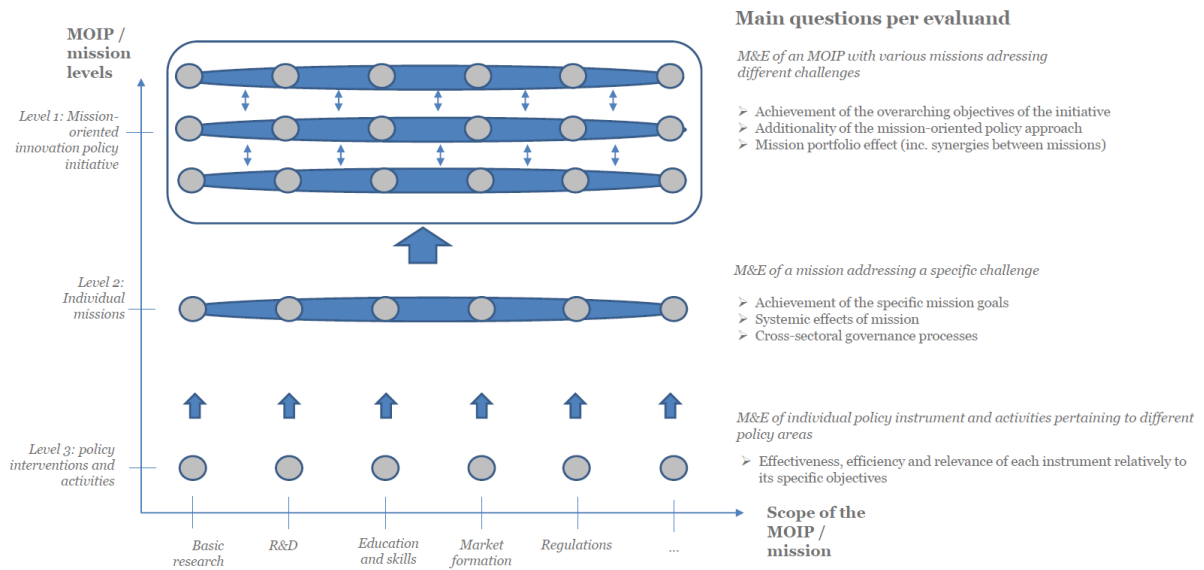 MOIP /
mission
levels
Main questions per evaluand
M&E of an MOIP with various missions adressing
different challenges
Level 1: Mission-
oriented
innovation policy
initiative
➢ Achievement of the overarching objectives of the initiative
➢ Additionality of the mission-oriented policy approach
➢ Mission portfolio effect (inc. synergies between missions)
Level 2:
Individual
missions
M&E of a mission addressing a specific challenge
➢ Achievement of the specific mission goals
➢ Systemic effects of mission
➢ Cross-sectoral governance processes
Level 3: policy
interventions and
activities
M&E of individual policy instrument and activities pertaining to different
policy areas
➢ Effectiveness, efficiency and relevance of each instrument relatively to
its specific objectives
Scope of the
MOIP /
mission
Basic
research
R&D
Education
and skills
Market
formation
Regulations
...